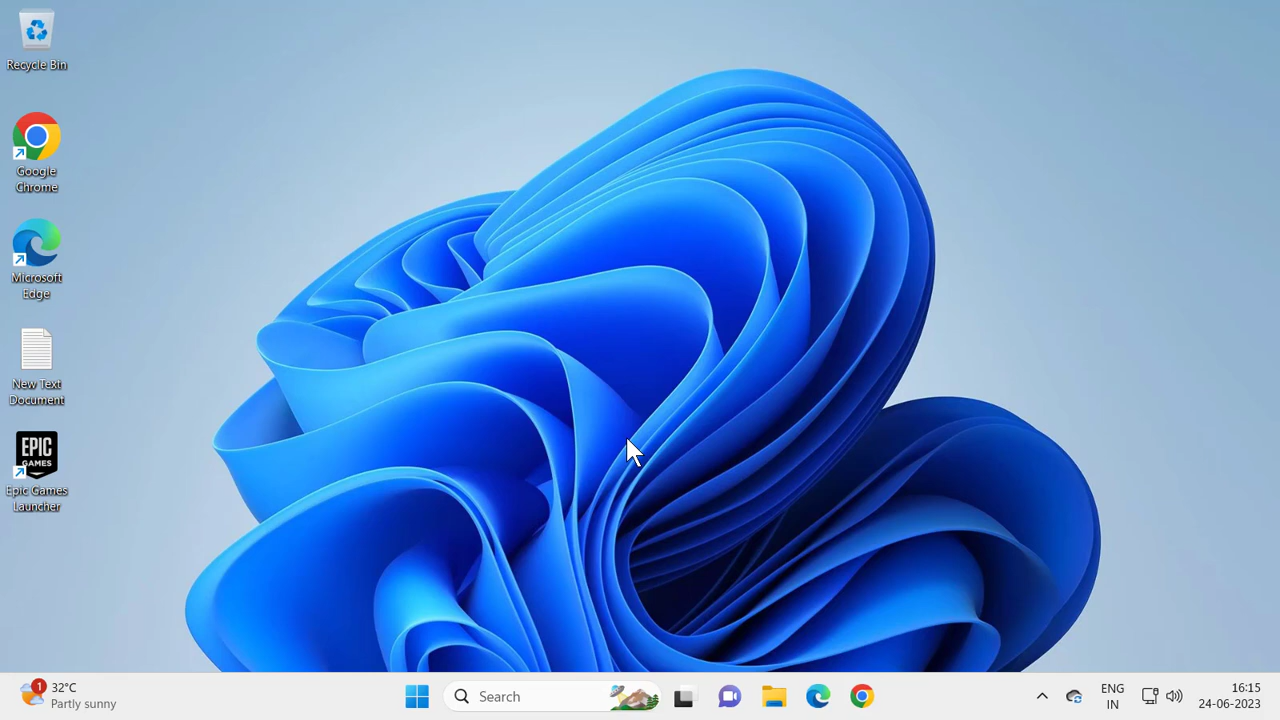 Recycle Bin
Google
Chrome
Microsoft
Edge
New Text
Document
EPIC
GAMES
Epic Games
Launcher
1
32°C
Partly sunny
Search
ENG
IN
16:15
24-06-2023